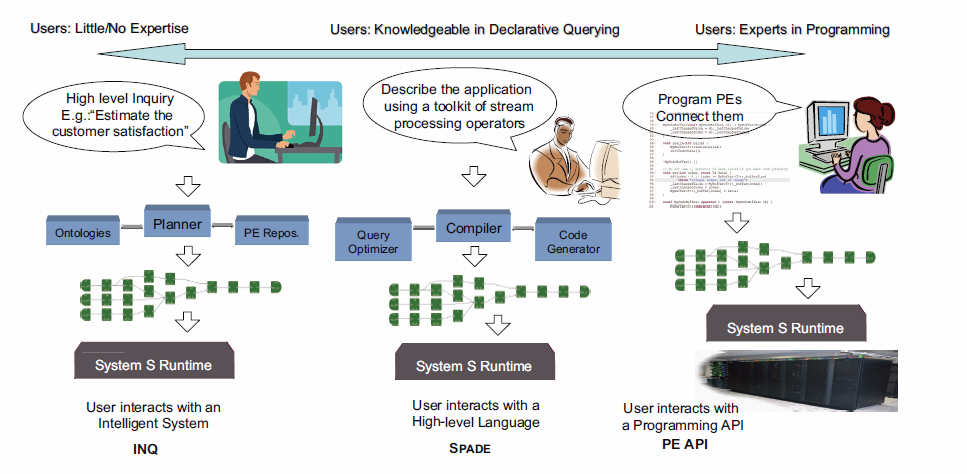 Users: Little/No Expertise
Users: Knowledgeable in Declarative Querying
Users: Experts in Programming
High level Inquiry
E.g.:“Estimate the
customer satisfaction”
Describe the application
using a toolkit of stream
processing operators
Program PEs
Connect them
Ontologies
Planner
PE Repos.
Query
Optimizer
Compiler
Code
Generator
System S Runtime
System S Runtime
System S Runtime
User interacts with an
Intelligent System
INQ
User interacts with a
High-level Language
SPADE
User interacts with
a Programming API
PE API